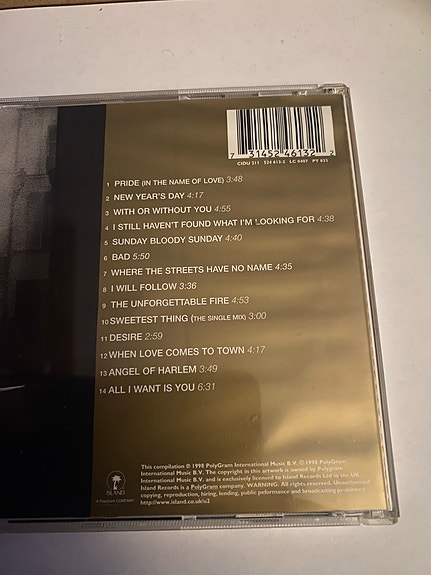 7 31452 46132 2
CIDU 211 524 613-2 LC 0407 PY 833
1 PRIDE (IN THE NAME OF LOVE) 3:48
2 NEW YEAR'S DAY 4:17
3 WITH OR WITHOUT YOU 4:55
4 I STILL HAVEN'T FOUND WHAT I'M LOOKING FOR 4:38
5 SUNDAY BLOODY SUNDAY 4:40
6 BAD 5:50
7 WHERE THE STREETS HAVE NO NAME 4:35
8 I WILL FOLLOW 3:36
9 THE UNFORGETTABLE FIRE 4:53
10 SWEETEST THING (THE SINGLE MIX) 3:00
11 DESIRE 2:59
12 WHEN LOVE COMES TO TOWN 4:17
13 ANGEL OF HARLEM 3:49
14 ALL I WANT IS YOU 6:31
This compilation ℗ 1998 PolyGram International Music B.V. © 1998 PolyGram
International Music B.V. The copyright in this artwork is owned by Polygram
International Music B.V. and is exclusively licensed to Island Records Ltd in the UK
Island Records is a PolyGram company. WARNING: All rights reserved. Unauthorised
copying, reproduction, hiring, lending, public peformance and broadcasting prohibited
http://www.island.co.uk/u2
ISLAND
A PolyGram COMPANY